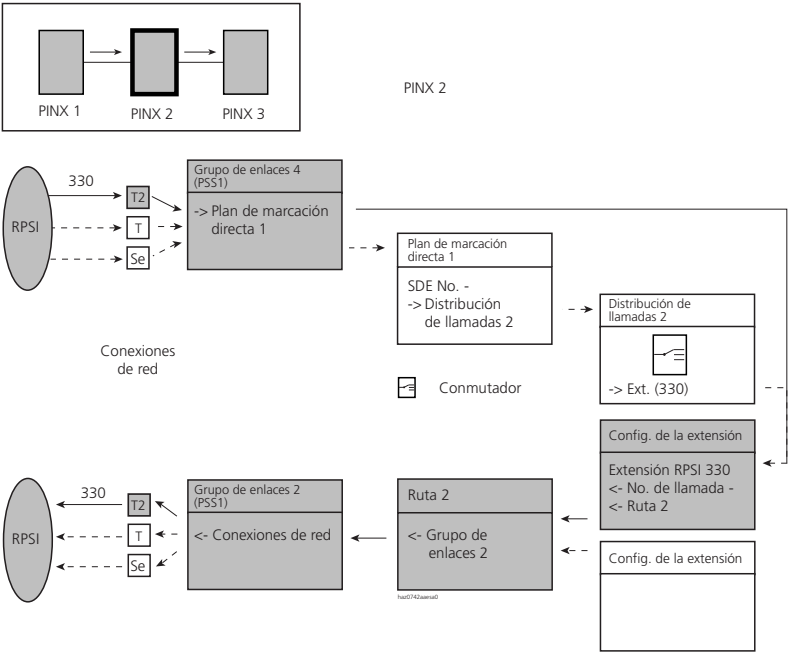 PINX 1
PINX 2
PINX 3
PINX 2
RPSI
330
T2
T
Se
Grupo de enlaces 4
(PSS1)
-> Plan de marcación
directa 1
Plan de marcación
directa 1
SDE No. -
-> Distribución
de llamadas 2
Distribución de
llamadas 2
-> Ext. (330)
Conexiones
de red
Conmutador
Config. de la extensión
Extensión RPSI 330
<- No. de llamada -
<- Ruta 2
RPSI
330
T2
T
Se
Grupo de enlaces 2
(PSS1)
<- Conexiones de red
Ruta 2
<- Grupo de
enlaces 2
haz0742aaesa0
Config. de la extensión